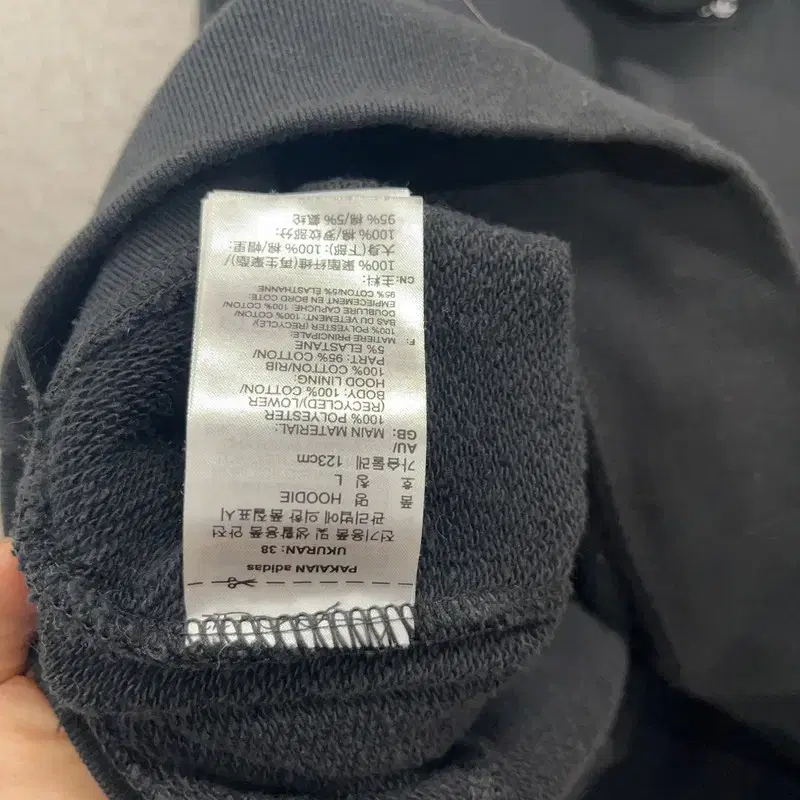 PAKAIAN adidas
UKURAN: 38
전기용품 및 생활용품 안전
관리법에 의한 품질표시
품 명 HOODIE
호 칭 L
가슴둘레 123cm
AU/
GB: MAIN MATERIAL:
100% POLYESTER
(RECYCLED)/LOWER
BODY: 100% COTTON/
HOOD LINING:
100% COTTON/RIB
PART: 95% COTTON/
5% ELASTANE
F: MATIERE PRINCIPALE:
100% POLYESTER (RECYCLE)/
BAS DU VETEMENT: 100% COTON/
DOUBLURE CAPUCHE: 100% COTON/
EMPIECEMENT EN BORD COTE:
95% COTON/5% ELASTHANNE
CN: 主料:
100% 聚酯纤维(再生聚酯)/
大身(下部): 100% 棉/帽里:
100% 棉/罗纹部分:
95% 棉/5% 氨纶